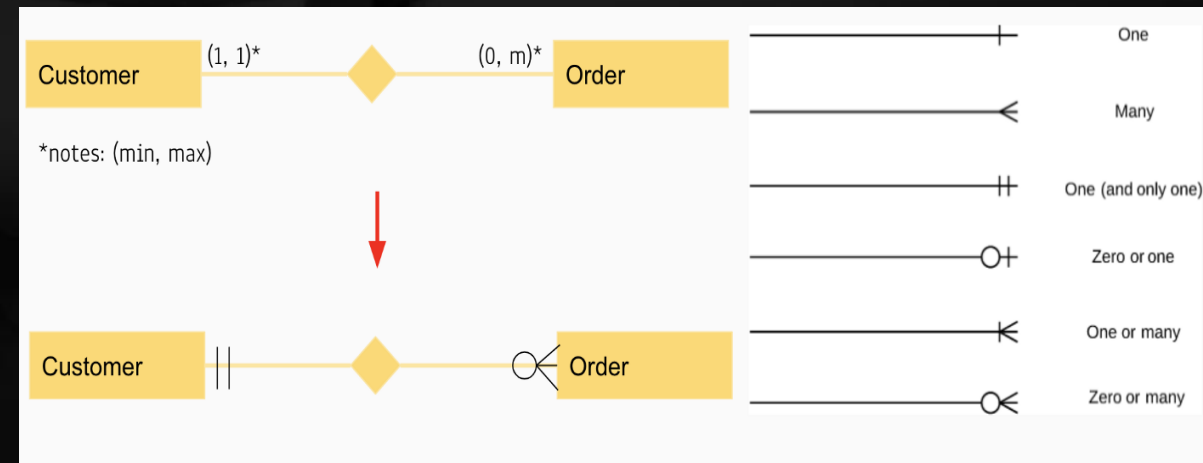 Customer
(1, 1)*
(0, m)*
Order
*notes: (min, max)
Customer
Order
One
Many
One (and only one)
Zero or one
One or many
Zero or many